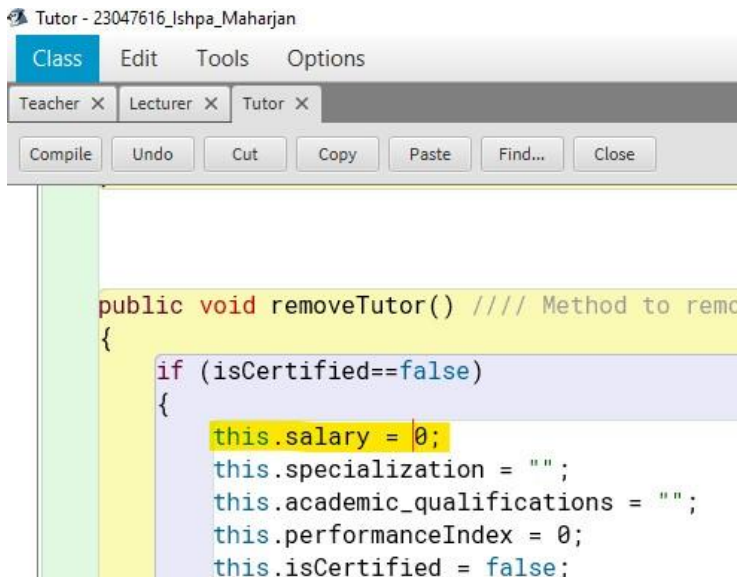 Tutor - 23047616_Ishpa_Maharjan
Class Edit Tools Options
Teacher X Lecturer X Tutor X
Compile Undo Cut Copy Paste Find... Close
public void removeTutor() //// Method to remo
{
if (isCertified==false)
{
this.salary = 0;
this.specialization = "";
this.academic_qualifications = "";
this.performanceIndex = 0;
this.isCertified = false;